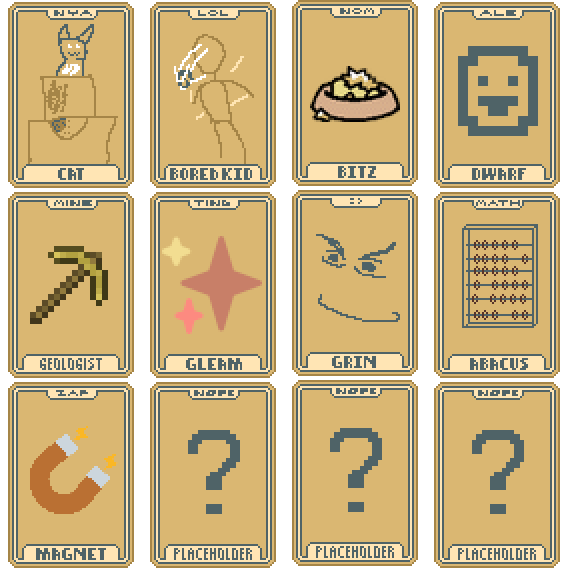 NYA LOL NOM ALE
CAT BORED KID BITZ DWARF
MINE TING :) MATH
GEOLOGIST GLEAM GRIN ABACUS
ZAP NOPE NOPE NOPE
MAGNET PLACEHOLDER PLACEHOLDER PLACEHOLDER